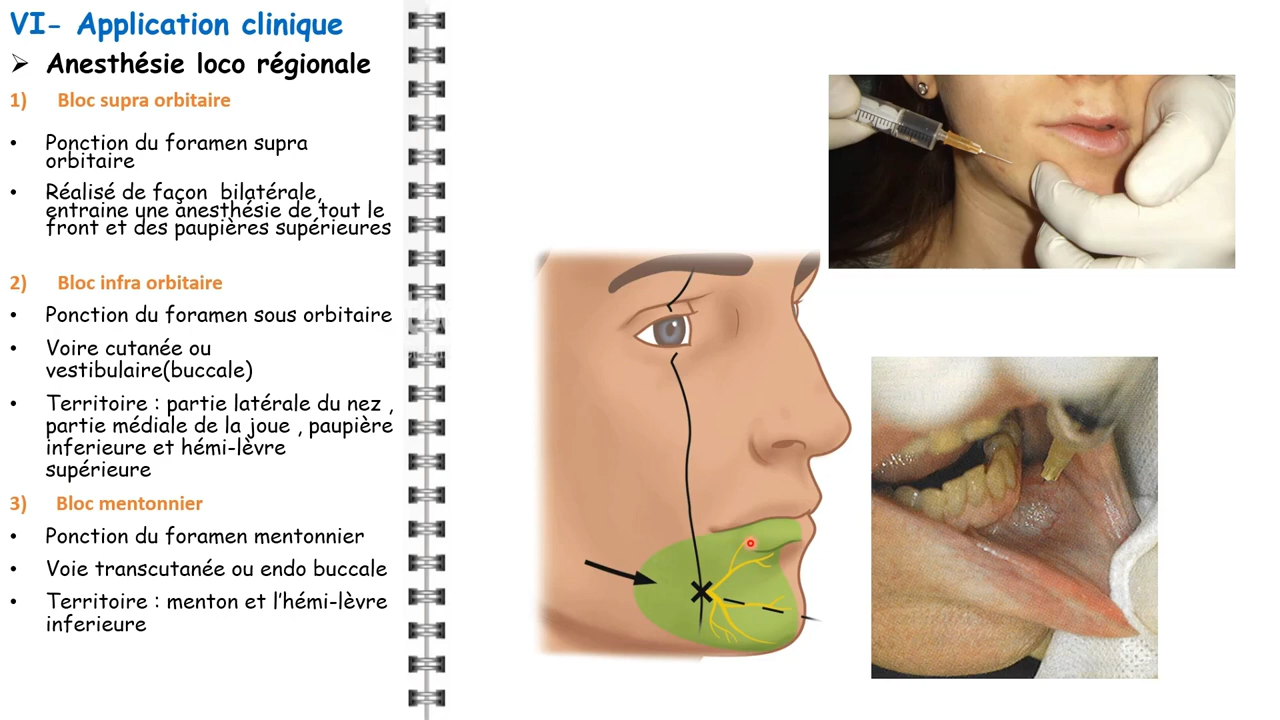 VI- Application clinique
➢ Anesthésie loco régionale
1) Bloc supra orbitaire
• Ponction du foramen supra
orbitaire
• Réalisé de façon bilatérale,
entraine une anesthésie de tout le
front et des paupières supérieures
2) Bloc infra orbitaire
• Ponction du foramen sous orbitaire
• Voire cutanée ou
vestibulaire(buccale)
• Territoire : partie latérale du nez ,
partie médiale de la joue , paupière
inferieure et hémi-lèvre
supérieure
3) Bloc mentonnier
• Ponction du foramen mentonnier
• Voie transcutanée ou endo buccale
• Territoire : menton et l'hémi-lèvre
inferieure